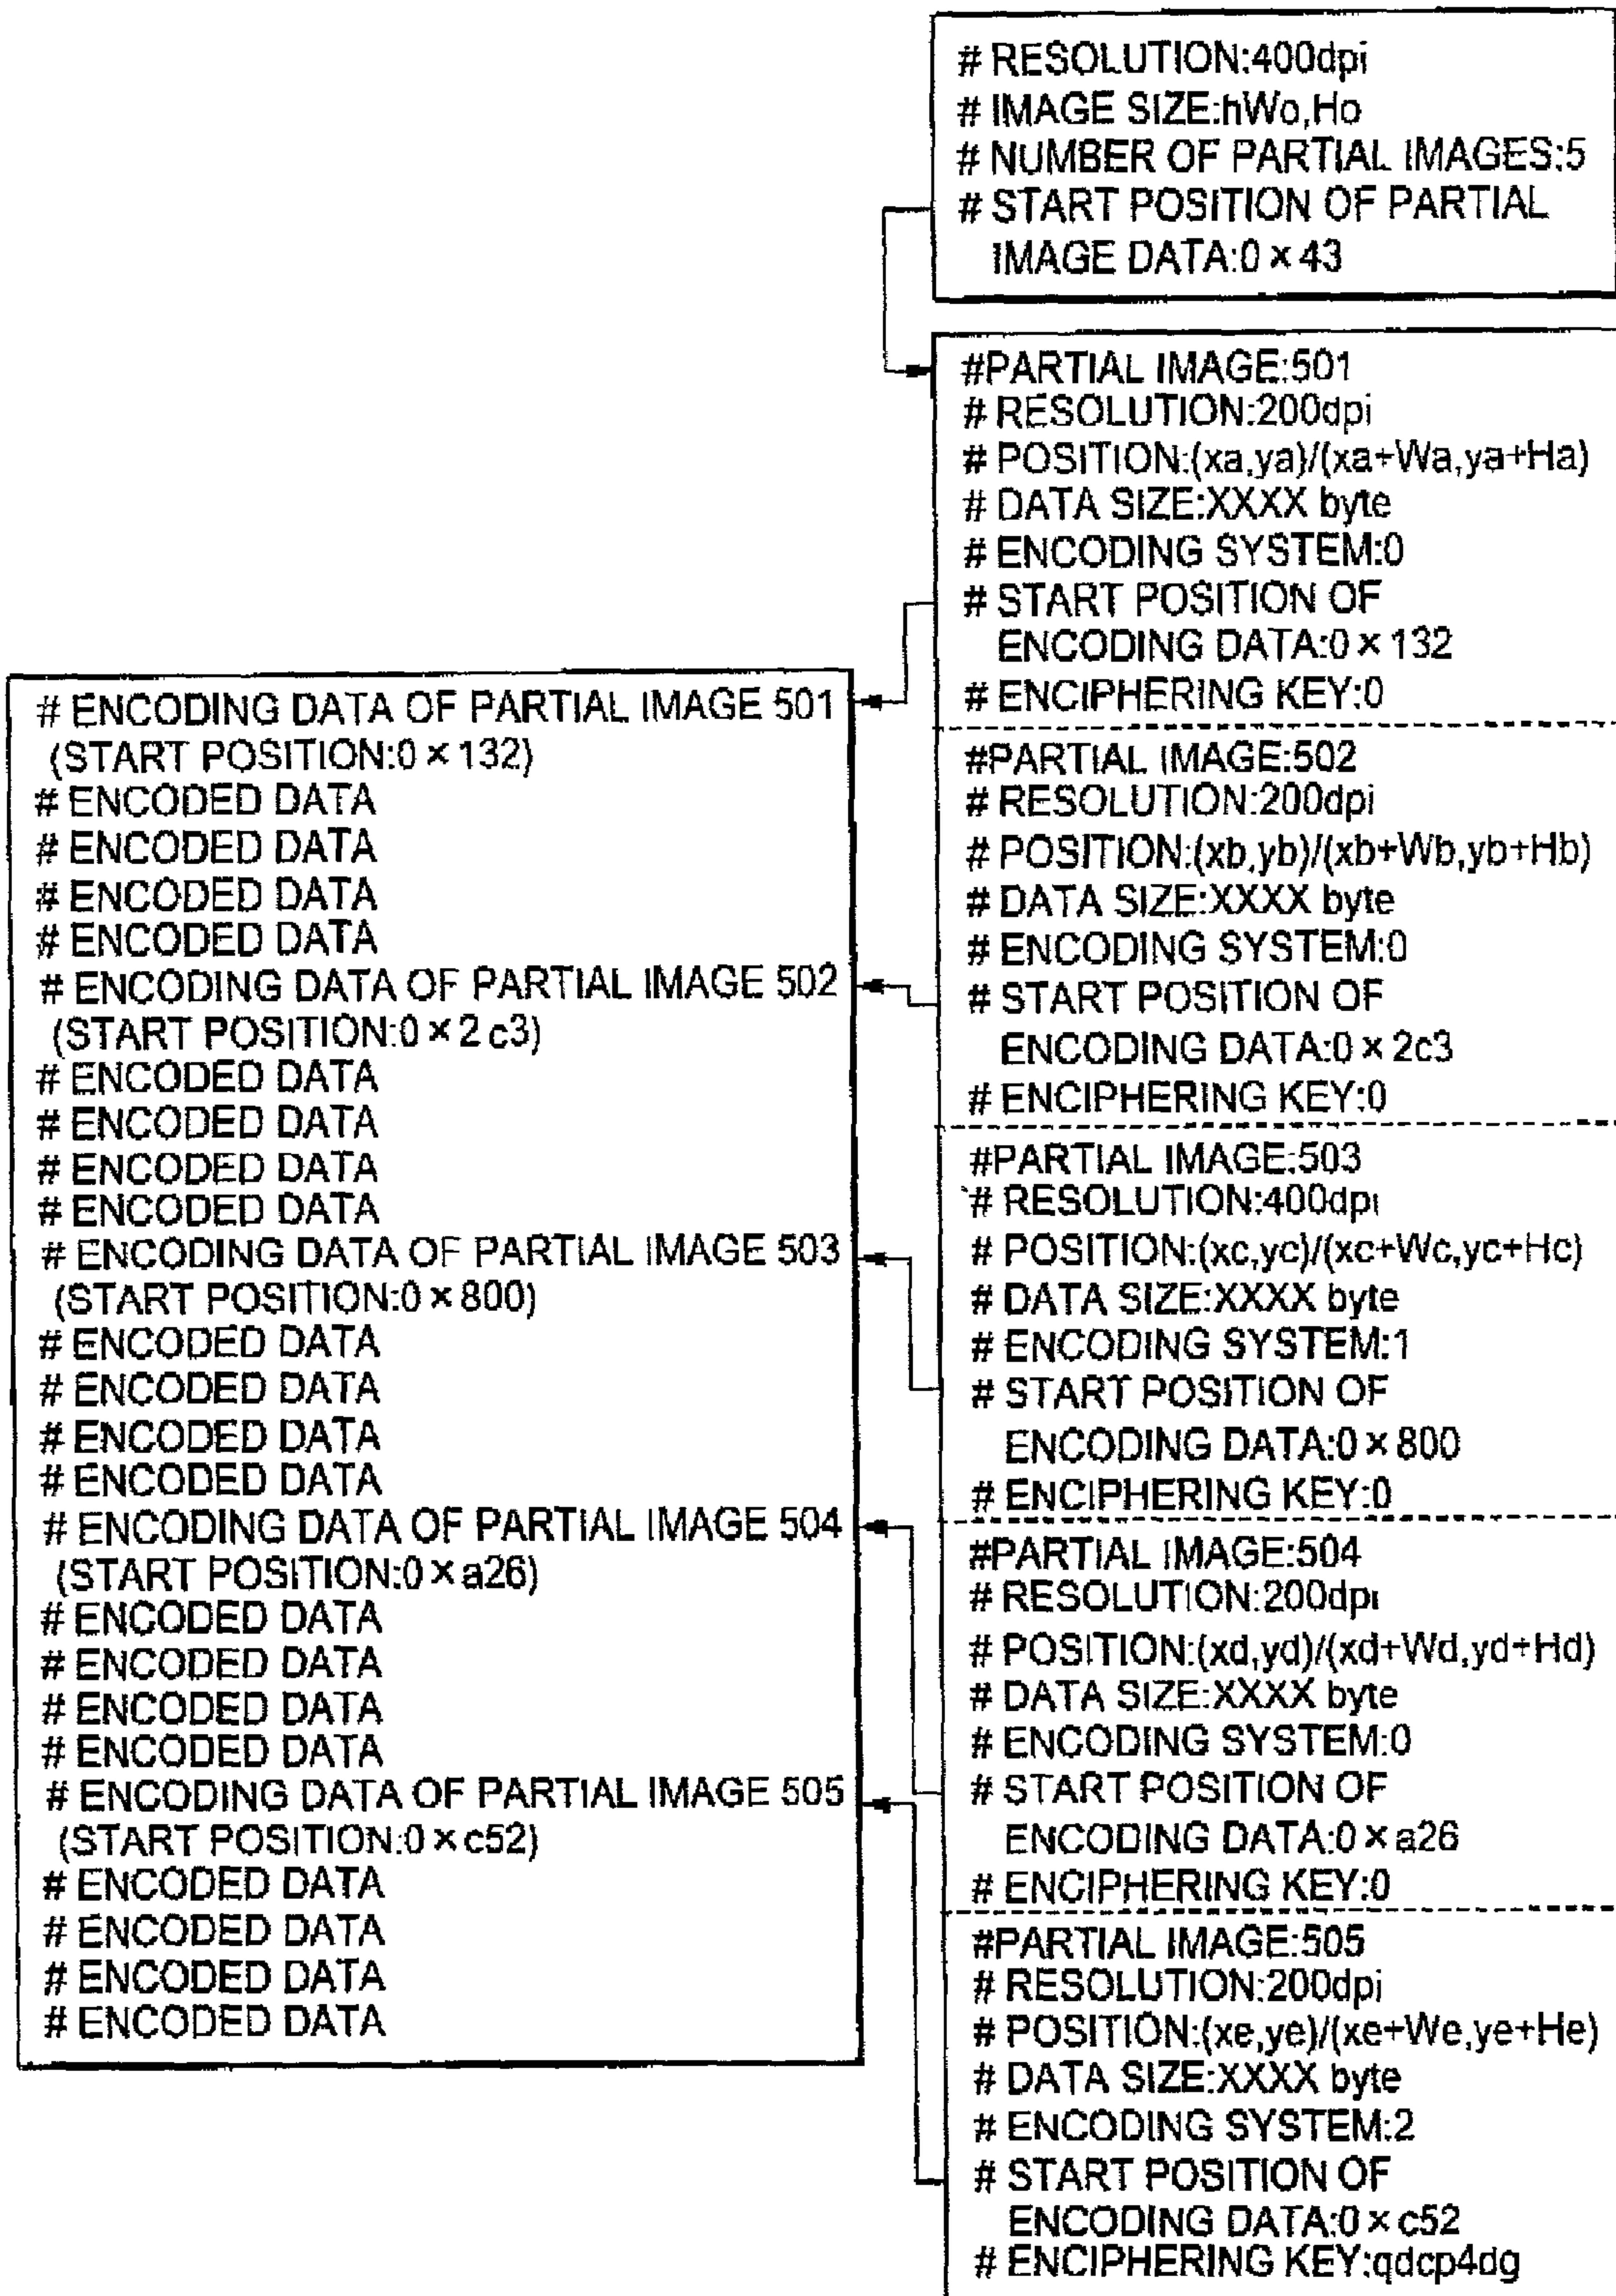 # RESOLUTION:400dpi
# IMAGE SIZE:hWo,Ho
# NUMBER OF PARTIAL IMAGES:5
# START POSITION OF PARTIAL
IMAGE DATA:0 × 43
#PARTIAL IMAGE:501
# RESOLUTION:200dpi
# POSITION:(xa,ya)/(xa+Wa,ya+Ha)
# DATA SIZE:XXXX byte
# ENCODING SYSTEM:0
# START POSITION OF
ENCODING DATA:0 × 132
# ENCIPHERING KEY:0
#PARTIAL IMAGE:502
# RESOLUTION:200dpi
# POSITION:(xb,yb)/(xb+Wb,yb+Hb)
# DATA SIZE:XXXX byte
# ENCODING SYSTEM:0
# START POSITION OF
ENCODING DATA:0 × 2c3
# ENCIPHERING KEY:0
#PARTIAL IMAGE:503
# RESOLUTION:400dpi
# POSITION:(xc,yc)/(xc+Wc,yc+Hc)
# DATA SIZE:XXXX byte
# ENCODING SYSTEM:1
# START POSITION OF
ENCODING DATA:0 × 800
# ENCIPHERING KEY:0
#PARTIAL IMAGE:504
# RESOLUTION:200dpi
# POSITION:(xd,yd)/(xd+Wd,yd+Hd)
# DATA SIZE:XXXX byte
# ENCODING SYSTEM:0
# START POSITION OF
ENCODING DATA:0 × a26
# ENCIPHERING KEY:0
#PARTIAL IMAGE:505
# RESOLUTION:200dpi
# POSITION:(xe,ye)/(xe+We,ye+He)
# DATA SIZE:XXXX byte
# ENCODING SYSTEM:2
# START POSITION OF
ENCODING DATA:0 × c52
# ENCIPHERING KEY:qdcp4dg
# ENCODING DATA OF PARTIAL IMAGE 501
(START POSITION:0 × 132)
# ENCODED DATA
# ENCODED DATA
# ENCODED DATA
# ENCODED DATA
# ENCODING DATA OF PARTIAL IMAGE 502
(START POSITION:0 × 2 c3)
# ENCODED DATA
# ENCODED DATA
# ENCODED DATA
# ENCODED DATA
# ENCODING DATA OF PARTIAL IMAGE 503
(START POSITION:0 × 800)
# ENCODED DATA
# ENCODED DATA
# ENCODED DATA
# ENCODED DATA
# ENCODING DATA OF PARTIAL IMAGE 504
(START POSITION:0 × a26)
# ENCODED DATA
# ENCODED DATA
# ENCODED DATA
# ENCODED DATA
# ENCODING DATA OF PARTIAL IMAGE 505
(START POSITION:0 × c52)
# ENCODED DATA
# ENCODED DATA
# ENCODED DATA
# ENCODED DATA